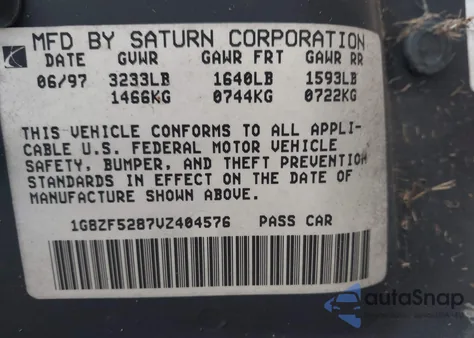 MFD BY SATURN CORPORATION
DATE GVWR GAWR FRT GAWR RR
06/97 3233LB 1640LB 1593LB
1466KG 0744KG 0722KG
THIS VEHICLE CONFORMS TO ALL APPLI-
CABLE U.S. FEDERAL MOTOR VEHICLE
SAFETY, BUMPER, AND THEFT PREVENTION
STANDARDS IN EFFECT ON THE DATE OF
MANUFACTURE SHOWN ABOVE.
1G8ZF5287VZ404576 PASS CAR
autaSnap